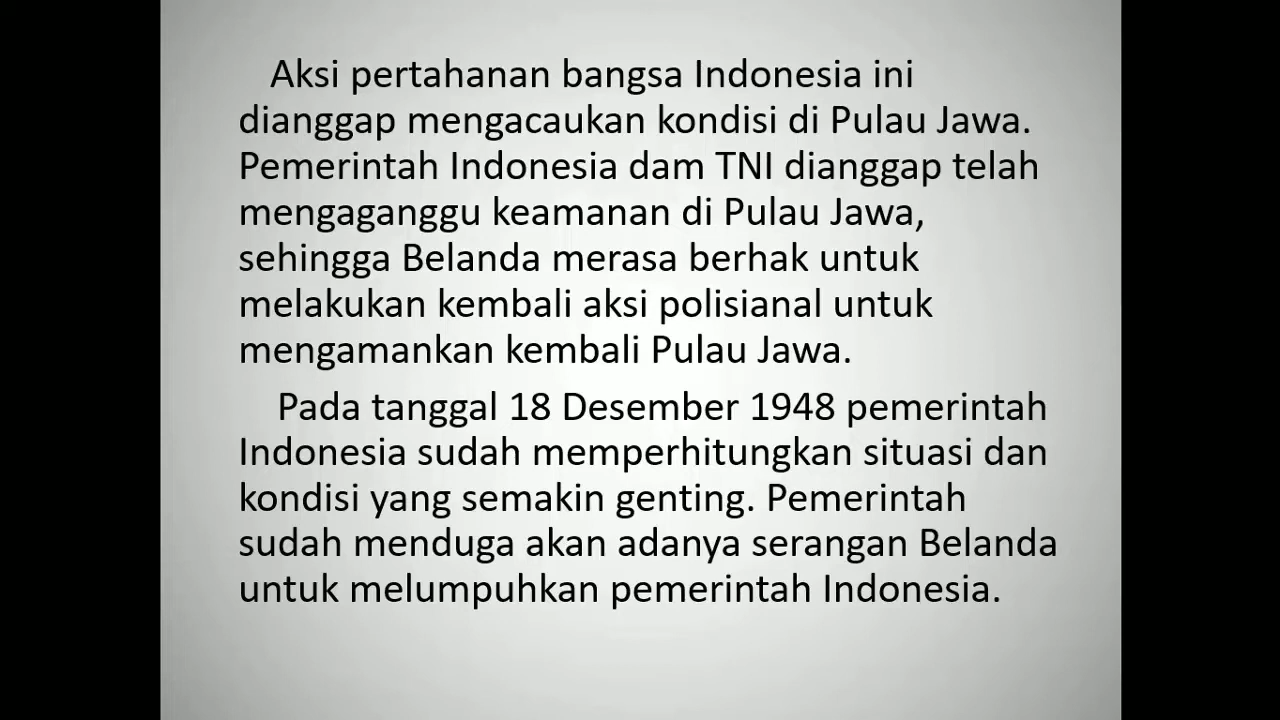 Aksi pertahanan bangsa Indonesia ini
dianggap mengacaukan kondisi di Pulau Jawa.
Pemerintah Indonesia dam TNI dianggap telah
mengaganggu keamanan di Pulau Jawa,
sehingga Belanda merasa berhak untuk
melakukan kembali aksi polisianal untuk
mengamankan kembali Pulau Jawa.
Pada tanggal 18 Desember 1948 pemerintah
Indonesia sudah memperhitungkan situasi dan
kondisi yang semakin genting. Pemerintah
sudah menduga akan adanya serangan Belanda
untuk melumpuhkan pemerintah Indonesia.